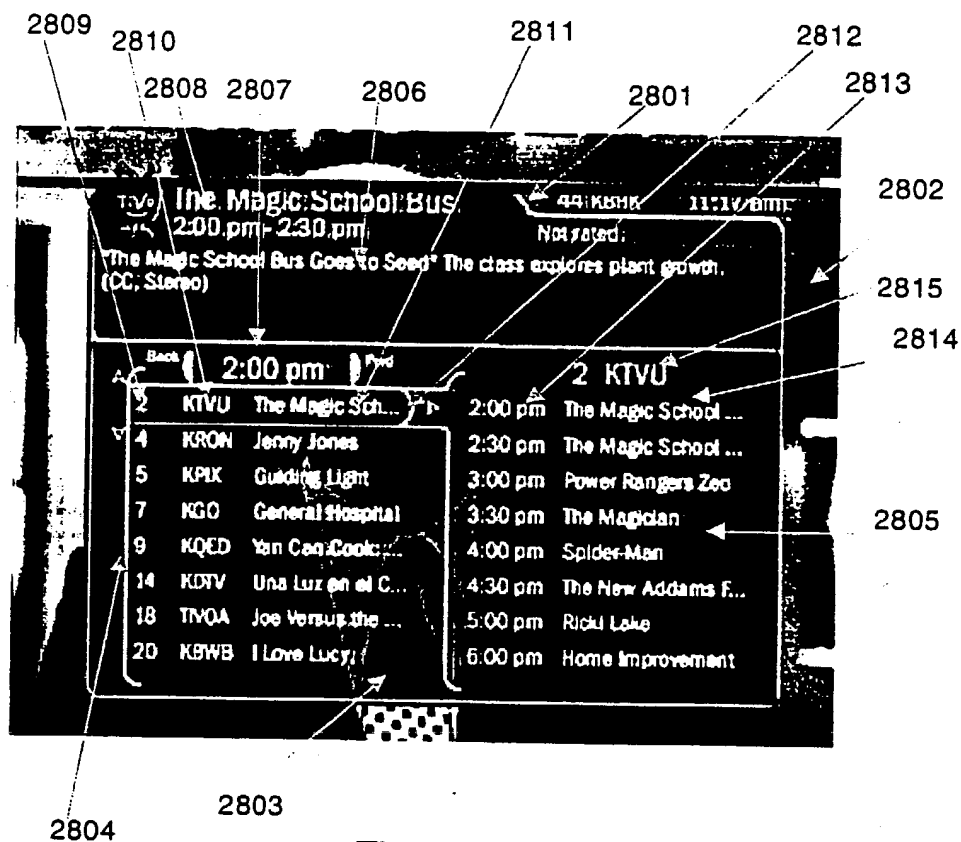 2809
2810
2811
2812
2808 2807 2806
2801
2813
2802
2815
2814
2805
2803
2804
TiVo The Magic School Bus 44 KBHK
2:00 pm - 2:30 pm Not rated.
"The Magic School Bus Goes to Seed" The class explores plant growth.
(CC, Stereo)
Back 2:00 pm Fwd
2 KTVU The Magic Sch...
4 KRON Jenny Jones
5 KPIX Guiding Light
7 KGO General Hospital
9 KQED Yan Can Cook: ...
14 KDTV Una Luz en el C...
18 TIVOA Joe Versus the ...
20 KBWB I Love Lucy
2 KTVU
2:00 pm The Magic School ...
2:30 pm The Magic School ...
3:00 pm Power Rangers Zeo
3:30 pm The Magician
4:00 pm Spider-Man
4:30 pm The New Addams F...
5:00 pm Ricki Lake
6:00 pm Home Improvement